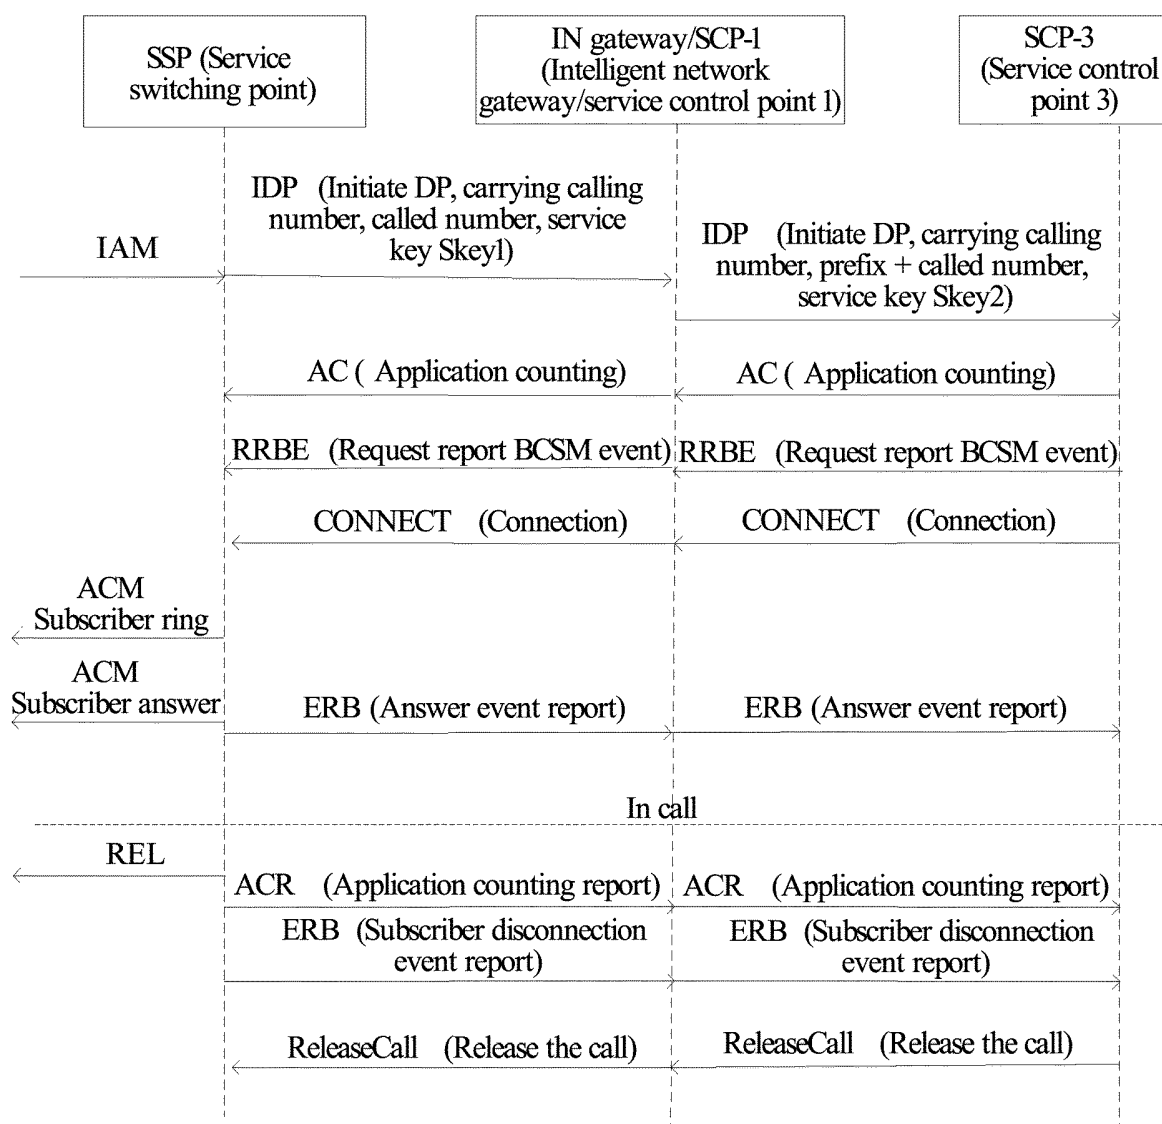 SSP (Service
switching point)
IN gateway/SCP-1
(Intelligent network
gateway/service control point 1)
SCP-3
(Service control
point 3)
IAM
IDP (Initiate DP, carrying calling
number, called number, service
key Skey1)
IDP (Initiate DP, carrying calling
number, prefix + called number,
service key Skey2)
AC ( Application counting)
AC ( Application counting)
RRBE (Request report BCSM event)
RRBE (Request report BCSM event)
CONNECT (Connection)
CONNECT (Connection)
ACM
Subscriber ring
ACM
Subscriber answer
ERB (Answer event report)
ERB (Answer event report)
In call
REL
ACR (Application counting report)
ACR (Application counting report)
ERB (Subscriber disconnection
event report)
ERB (Subscriber disconnection
event report)
ReleaseCall (Release the call)
ReleaseCall (Release the call)